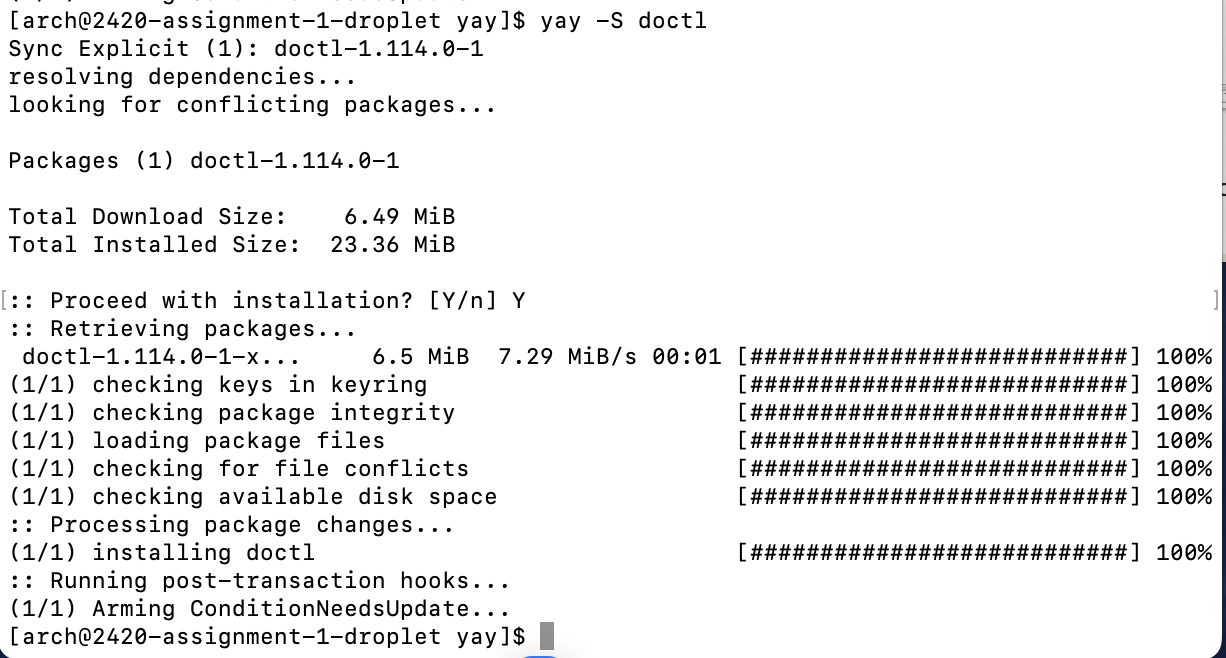 [arch@2420-assignment-1-droplet yay]$ yay -S doctl
Sync Explicit (1): doctl-1.114.0-1
resolving dependencies...
looking for conflicting packages...
Packages (1) doctl-1.114.0-1
Total Download Size:    6.49 MiB
Total Installed Size:  23.36 MiB
[:: Proceed with installation? [Y/n] Y ]
:: Retrieving packages...
 doctl-1.114.0-1-x...     6.5 MiB  7.29 MiB/s 00:01 [###########################] 100%
(1/1) checking keys in keyring                      [###########################] 100%
(1/1) checking package integrity                    [###########################] 100%
(1/1) loading package files                         [###########################] 100%
(1/1) checking for file conflicts                   [###########################] 100%
(1/1) checking available disk space                 [###########################] 100%
:: Processing package changes...
(1/1) installing doctl                              [###########################] 100%
:: Running post-transaction hooks...
(1/1) Arming ConditionNeedsUpdate...
[arch@2420-assignment-1-droplet yay]$